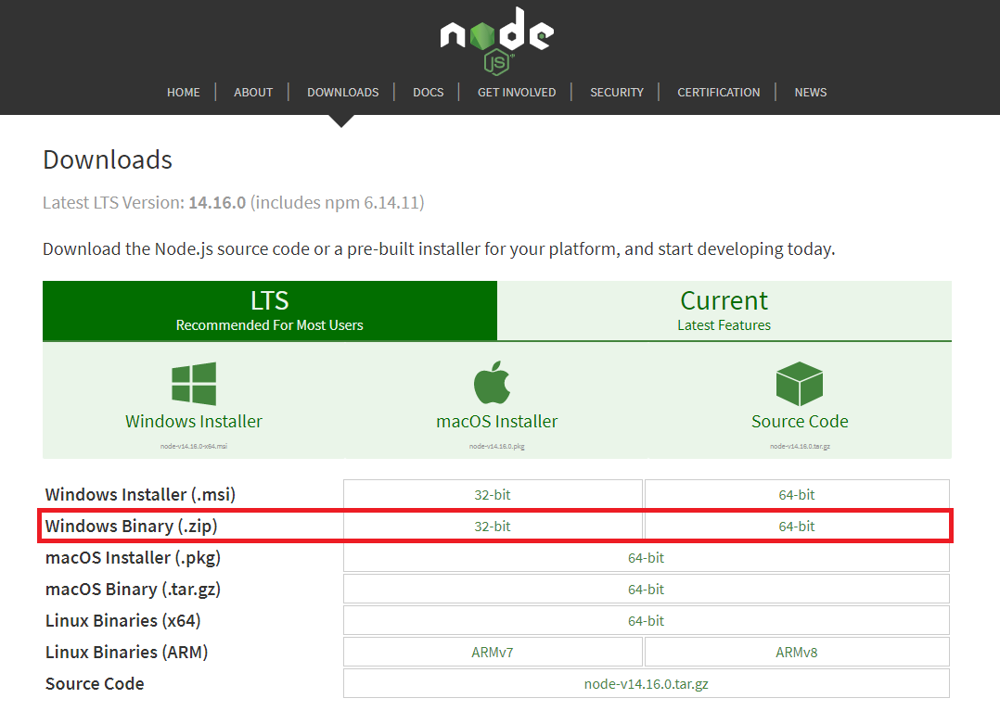 node
JS
HOME ABOUT DOWNLOADS DOCS GET INVOLVED SECURITY CERTIFICATION NEWS
Downloads
Latest LTS Version: 14.16.0 (includes npm 6.14.11)
Download the Node.js source code or a pre-built installer for your platform, and start developing today.
LTS
Recommended For Most Users
Current
Latest Features
Windows Installer
node-v14.16.0-x64.msi
macOS Installer
node-v14.16.0.pkg
Source Code
node-v14.16.0.tar.gz
Windows Installer (.msi) 32-bit 64-bit
Windows Binary (.zip) 32-bit 64-bit
macOS Installer (.pkg) 64-bit
macOS Binary (.tar.gz) 64-bit
Linux Binaries (x64) 64-bit
Linux Binaries (ARM) ARMv7 ARMv8
Source Code node-v14.16.0.tar.gz